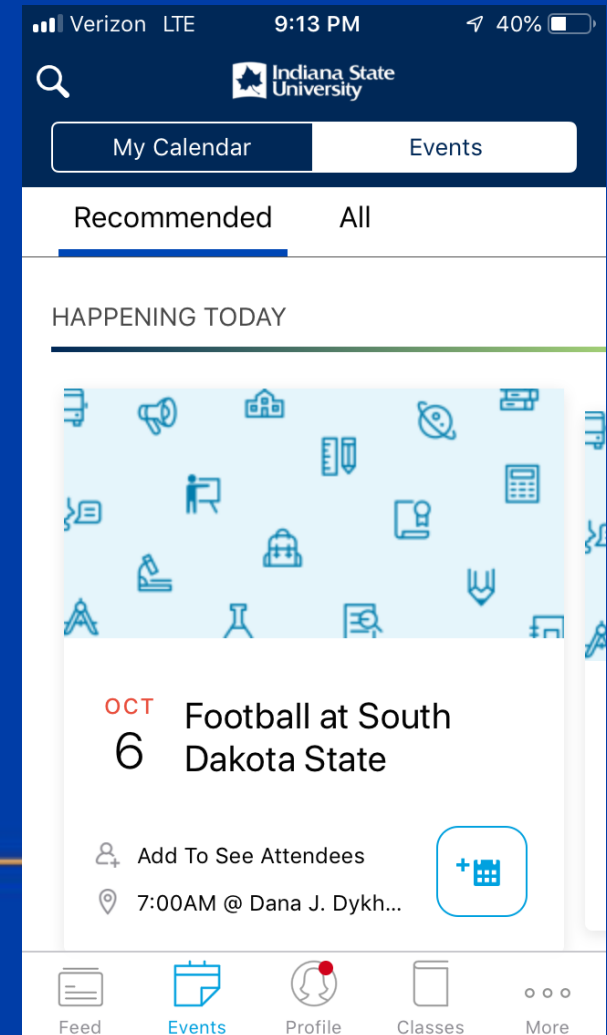 Verizon LTE 9:13 PM 40%
Indiana State
University
My Calendar Events
Recommended All
HAPPENING TODAY
OCT
6
Football at South
Dakota State
Add To See Attendees
7:00AM @ Dana J. Dykh...
Feed Events Profile Classes More